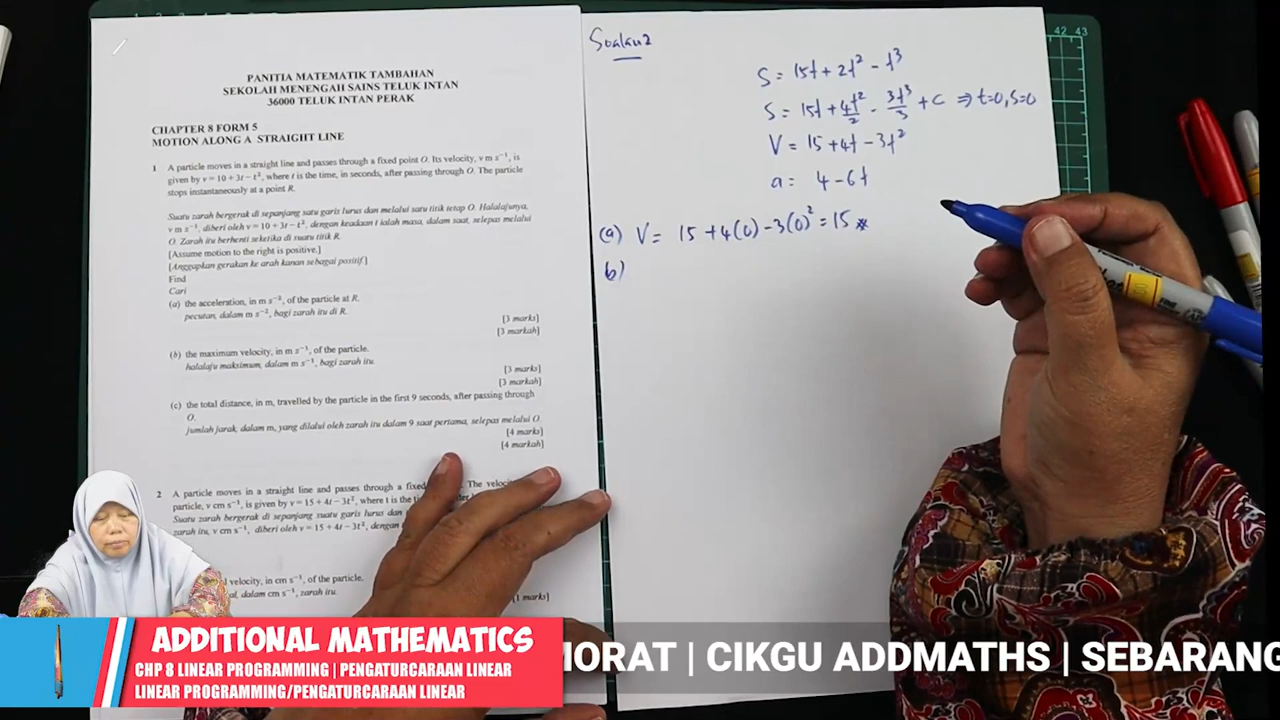 PANITIA MATEMATIK TAMBAHAN
SEKOLAH MENENGAH SAINS TELUK INTAN
36000 TELUK INTAN PERAK
CHAPTER 8 FORM 5
MOTION ALONG A STRAIGHT LINE
1 A particle moves in a straight line and passes through a fixed point O. Its velocity, v m s⁻¹, is
given by v = 10 + 3t − t², where t is the time, in seconds, after passing through O. The particle
stops instantaneously at a point R.
Suatu zarah bergerak di sepanjang satu garis lurus dan melalui satu titik tetap O. Halalajunya,
v m s⁻¹, diberi oleh v = 10 + 3t − t², dengan keadaan t ialah masa, dalam saat, selepas melalui
O. Zarah itu berhenti seketika di suatu titik R.
[Assume motion to the right is positive.]
[Anggapkan gerakan ke arah kanan sebagai positif]
Find
Cari
(a) the acceleration, in m s⁻², of the particle at R.
pecutan, dalam m s⁻², bagi zarah itu di R.
[3 marks]
[3 markah]
(b) the maximum velocity, in m s⁻¹, of the particle.
halalaju maksimum, dalam m s⁻¹, bagi zarah itu.
[3 marks]
[3 markah]
(c) the total distance, in m, travelled by the particle in the first 9 seconds, after passing through
O.
jumlah jarak, dalam m, yang dilalui oleh zarah itu dalam 9 saat pertama, selepas melalui O.
[4 marks]
[4 markah]
2 A particle moves in a straight line and passes through a fixed The
particle, v cm s⁻¹, is given by v = 15 + 4t − 3t², where t is the
Suatu zarah bergerak di sepanjang suatu garis lurus dan
zarah itu, v cm s⁻¹, diberi oleh v = 15 + 4t − 3t², dengan
velocity, in cm s⁻¹, of the particle.
dalam cm s⁻¹, zarah itu.
[1 marks]
Soalan 2
S = 15t + 2t² − t³
S = 15t + 4t²/2 − 3t³/3 + c ⇒ t=0, s=0
V = 15 + 4t − 3t²
a = 4 − 6t
(a) V = 15 + 4(0) − 3(0)² = 15 *
b)
ADDITIONAL MATHEMATICS
CHP 8 LINEAR PROGRAMMING | PENGATURCARAAN LINEAR
LINEAR PROGRAMMING/PENGATURCARAAN LINEAR
| CIKGU ADDMATHS |
42 43